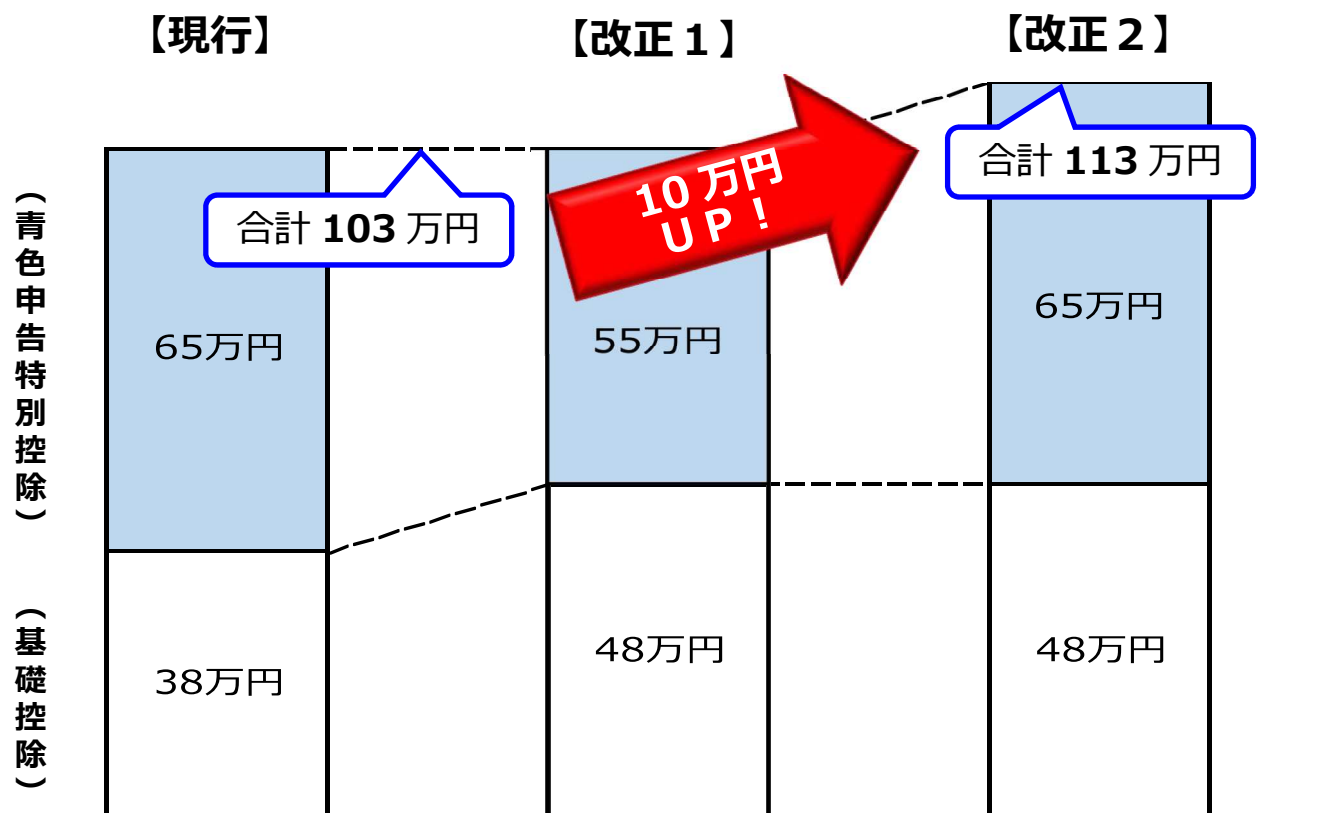 【現行】
【改正１】
【改正２】
（青色申告特別控除）
（基礎控除）
合計 103 万円
10 万円
ＵＰ！
合計 113 万円
65万円
55万円
65万円
38万円
48万円
48万円